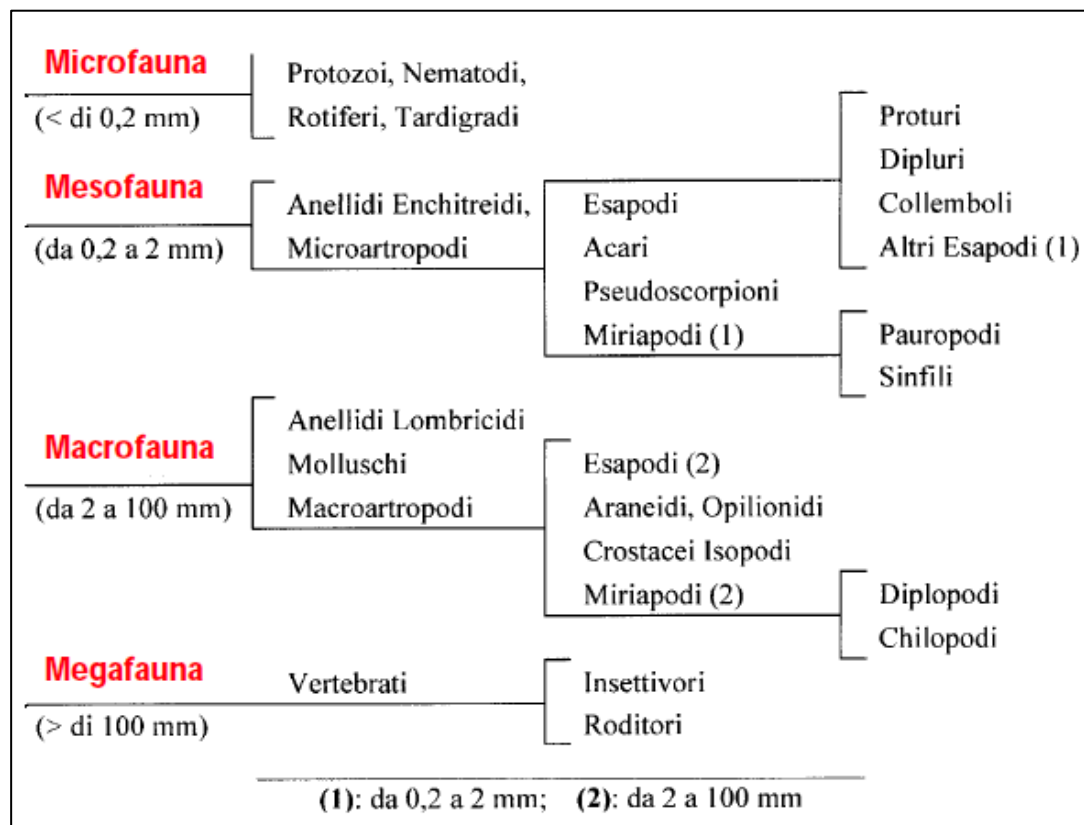 Microfauna
(< di 0,2 mm)
Protozoi, Nematodi,
Rotiferi, Tardigradi
Mesofauna
(da 0,2 a 2 mm)
Anellidi Enchitreidi,
Microartropodi
Esapodi
Acari
Pseudoscorpioni
Miriapodi (1)
Proturi
Dipluri
Collemboli
Altri Esapodi (1)
Pauropodi
Sinfili
Macrofauna
(da 2 a 100 mm)
Anellidi Lombricidi
Molluschi
Macroartropodi
Esapodi (2)
Araneidi, Opilionidi
Crostacei Isopodi
Miriapodi (2)
Diplopodi
Chilopodi
Megafauna
(> di 100 mm)
Vertebrati
Insettivori
Roditori
(1): da 0,2 a 2 mm; (2): da 2 a 100 mm